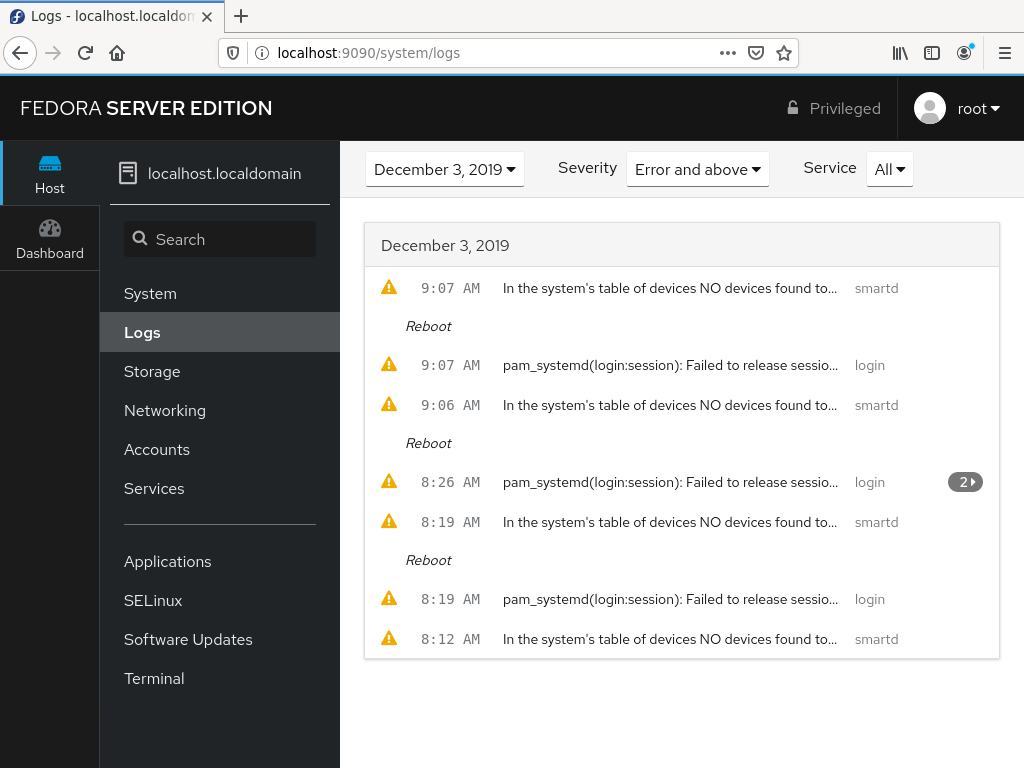 Logs - localhost.localdon
localhost:9090/system/logs
FEDORA SERVER EDITION
Privileged
root
Host
Dashboard
localhost.localdomain
Search
System
Logs
Storage
Networking
Accounts
Services
Applications
SELinux
Software Updates
Terminal
December 3, 2019 Severity Error and above Service All
December 3, 2019
9:07 AM In the system's table of devices NO devices found to... smartd
Reboot
9:07 AM pam_systemd(login:session): Failed to release sessio... login
9:06 AM In the system's table of devices NO devices found to... smartd
Reboot
8:26 AM pam_systemd(login:session): Failed to release sessio... login 2
8:19 AM In the system's table of devices NO devices found to... smartd
Reboot
8:19 AM pam_systemd(login:session): Failed to release sessio... login
8:12 AM In the system's table of devices NO devices found to... smartd